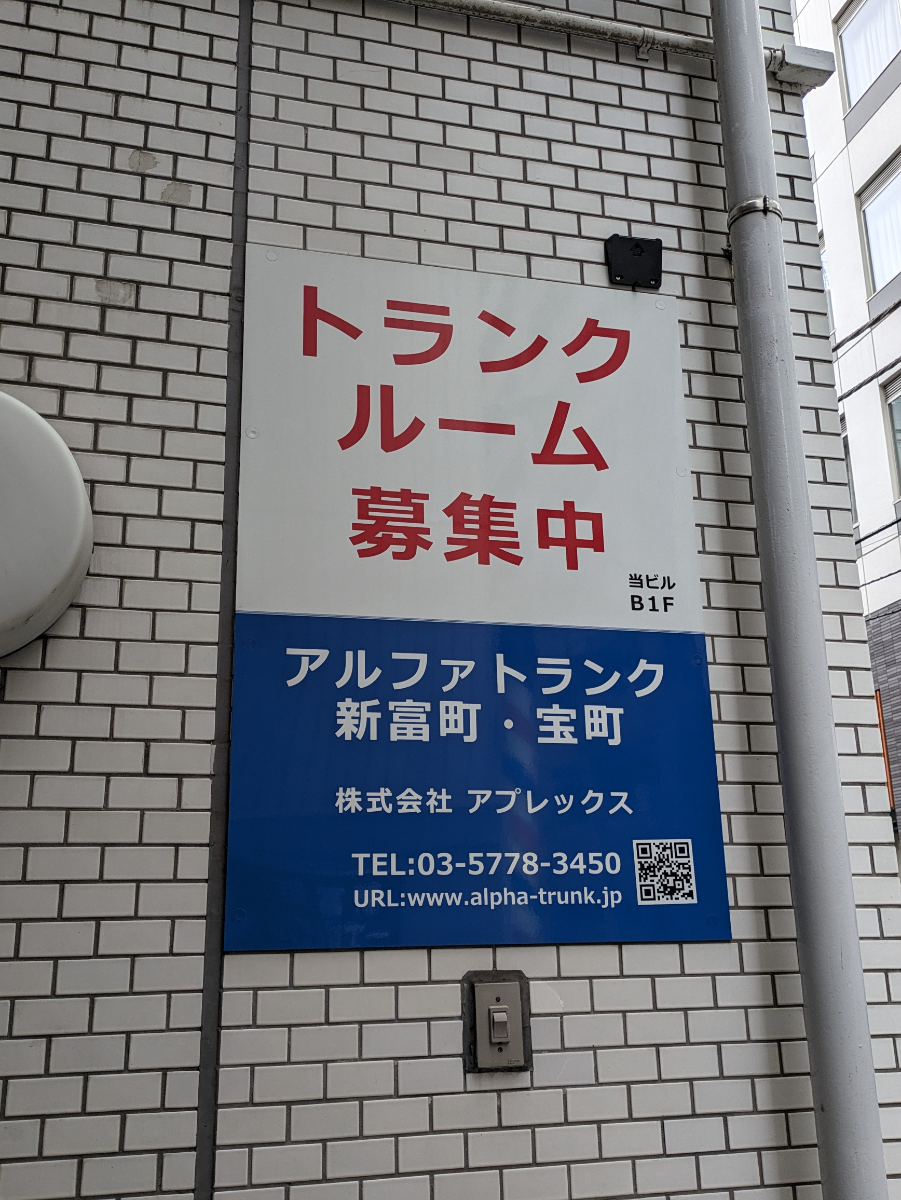 トランク
ルーム
募集中
当ビル
B1F
アルファトランク
新富町・宝町
株式会社 アプレックス
TEL:03-5778-3450
URL:www.alpha-trunk.jp